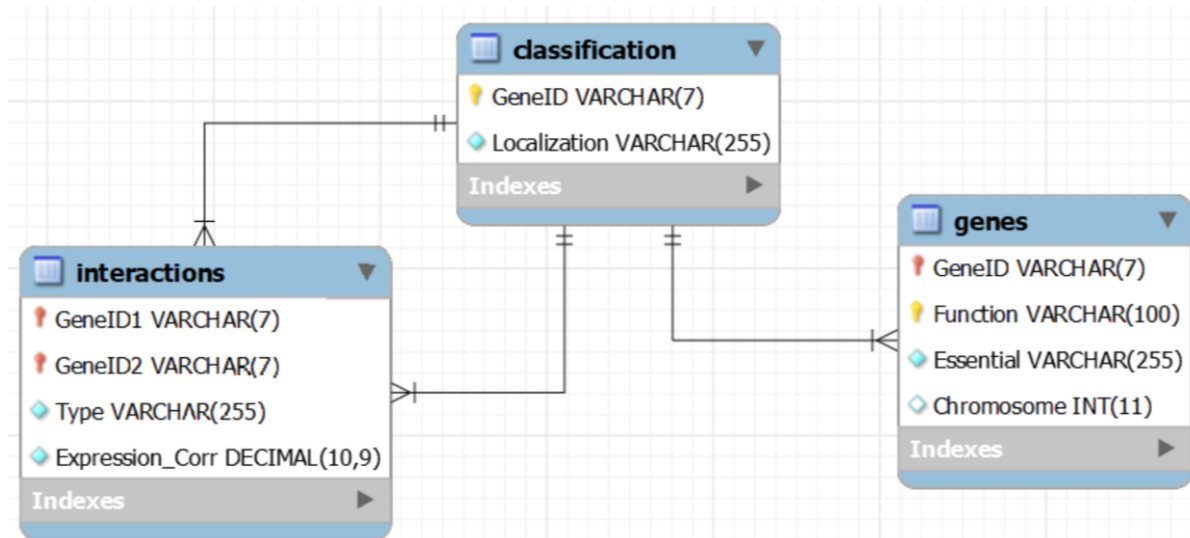 classification
GeneID VARCHAR(7)
Localization VARCHAR(255)
Indexes
interactions
GeneID1 VARCHAR(7)
GeneID2 VARCHAR(7)
Type VARCHAR(255)
Expression_Corr DECIMAL(10,9)
Indexes
genes
GeneID VARCHAR(7)
Function VARCHAR(100)
Essential VARCHAR(255)
Chromosome INT(11)
Indexes